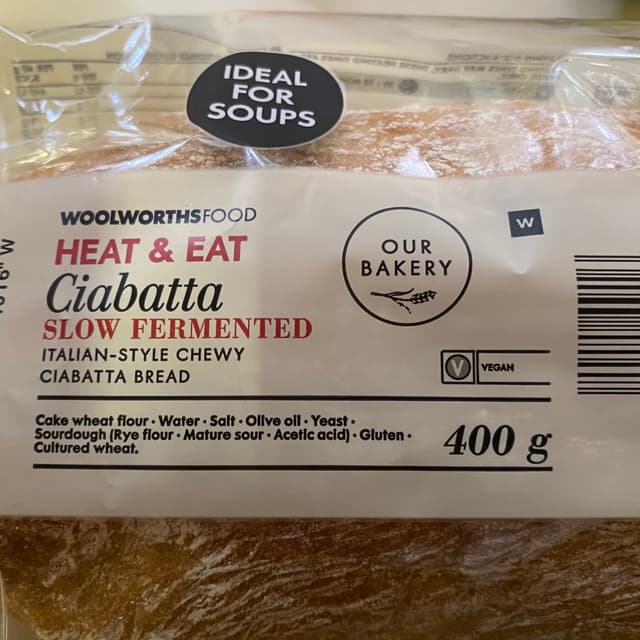 IDEAL
FOR
SOUPS
WOOLWORTHSFOOD
HEAT & EAT
Ciabatta
SLOW FERMENTED
ITALIAN-STYLE CHEWY
CIABATTA BREAD
OUR
BAKERY
W
V VEGAN
Cake wheat flour · Water · Salt · Olive oil · Yeast ·
Sourdough (Rye flour · Mature sour · Acetic acid) · Gluten ·
Cultured wheat.
400 g